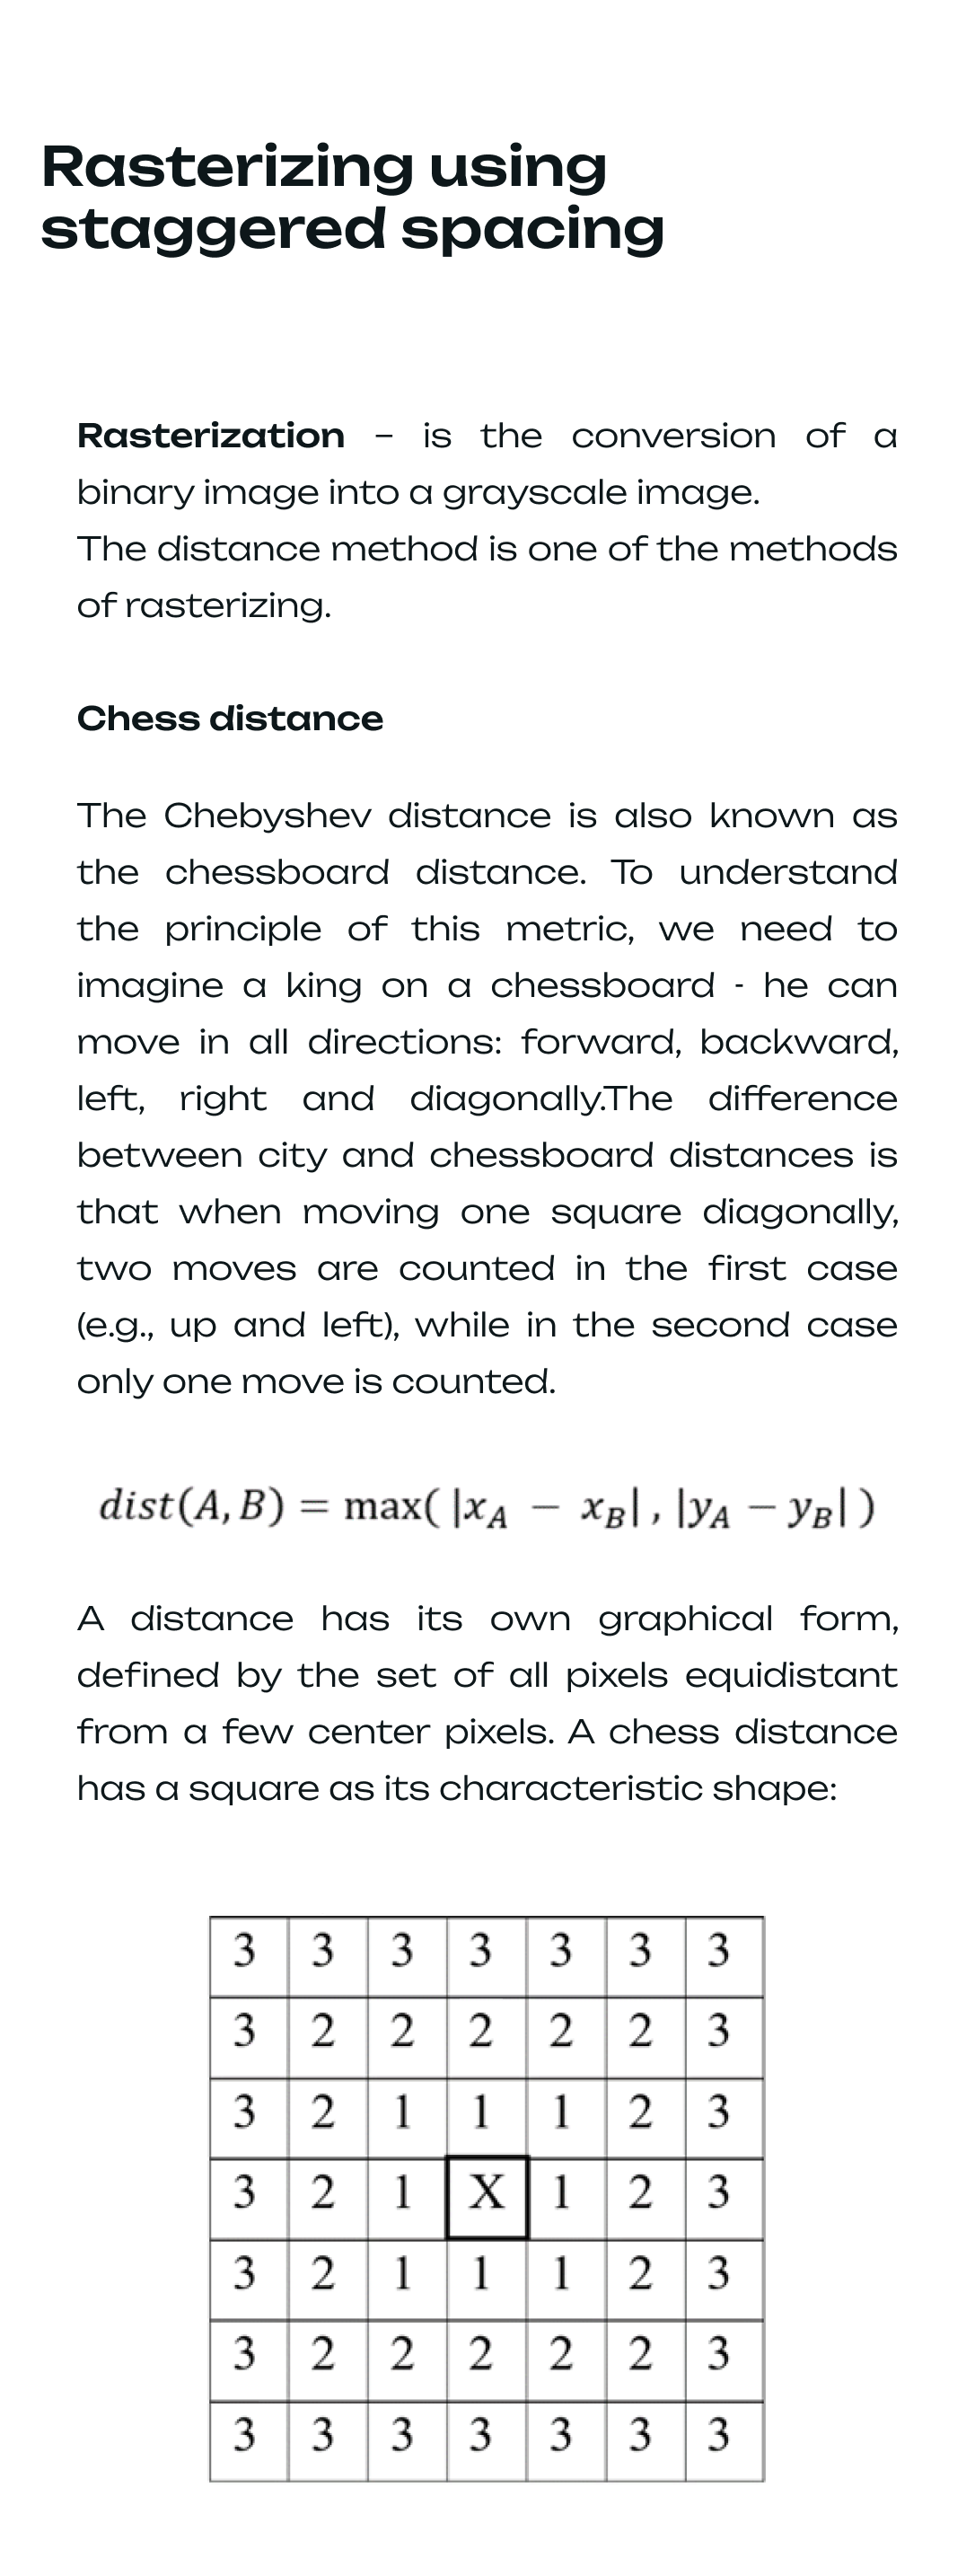 Rasterizing using
staggered spacing
Rasterization – is the conversion of a
binary image into a grayscale image.
The distance method is one of the methods
of rasterizing.
Chess distance
The Chebyshev distance is also known as
the chessboard distance. To understand
the principle of this metric, we need to
imagine a king on a chessboard - he can
move in all directions: forward, backward,
left, right and diagonally.The difference
between city and chessboard distances is
that when moving one square diagonally,
two moves are counted in the first case
(e.g., up and left), while in the second case
only one move is counted.
dist(A, B) = max( |x_A − x_B| , |y_A − y_B| )
A distance has its own graphical form,
defined by the set of all pixels equidistant
from a few center pixels. A chess distance
has a square as its characteristic shape:
3 3 3 3 3 3 3
3 2 2 2 2 2 3
3 2 1 1 1 2 3
3 2 1 X 1 2 3
3 2 1 1 1 2 3
3 2 2 2 2 2 3
3 3 3 3 3 3 3